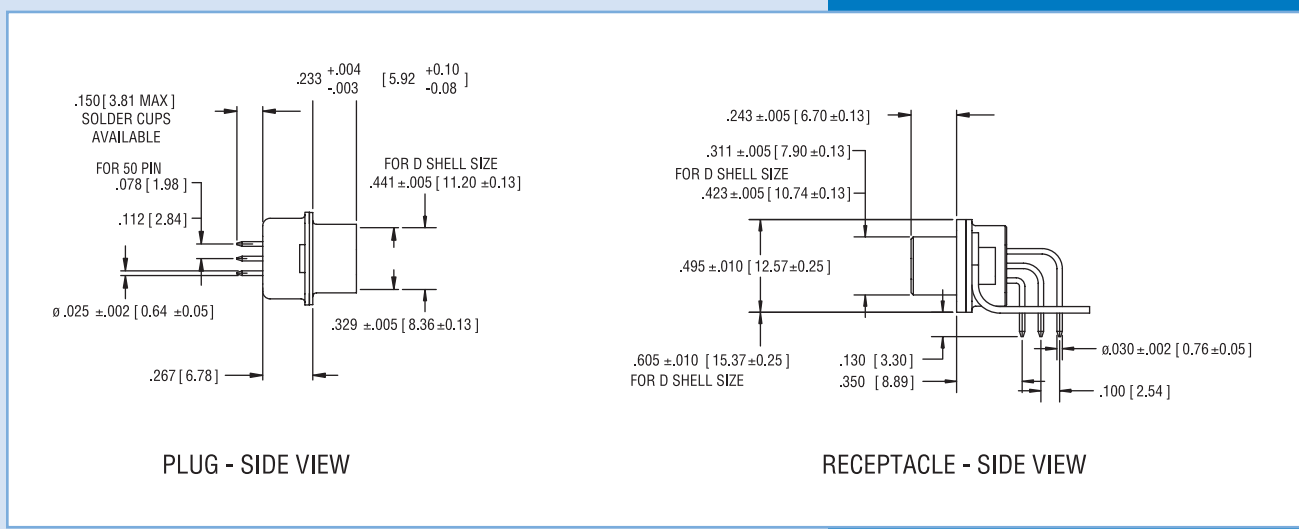 .233 +.004 -.003 [ 5.92 +0.10 -0.08 ]
.150 [ 3.81 MAX ]
SOLDER CUPS
AVAILABLE
FOR 50 PIN
.078 [ 1.98 ]
.112 [ 2.84 ]
FOR D SHELL SIZE
.441 ±.005 [ 11.20 ±0.13 ]
ø .025 ±.002 [ 0.64 ±0.05 ]
.329 ±.005 [ 8.36 ±0.13 ]
.267 [ 6.78 ]
PLUG - SIDE VIEW
.243 ±.005 [ 6.70 ±0.13 ]
.311 ±.005 [ 7.90 ±0.13 ]
FOR D SHELL SIZE
.423 ±.005 [ 10.74 ±0.13 ]
.495 ±.010 [ 12.57 ±0.25 ]
.605 ±.010 [ 15.37 ±0.25 ]
FOR D SHELL SIZE
.130 [ 3.30 ]
.350 [ 8.89 ]
ø.030 ±.002 [ 0.76 ±0.05 ]
.100 [ 2.54 ]
RECEPTACLE - SIDE VIEW